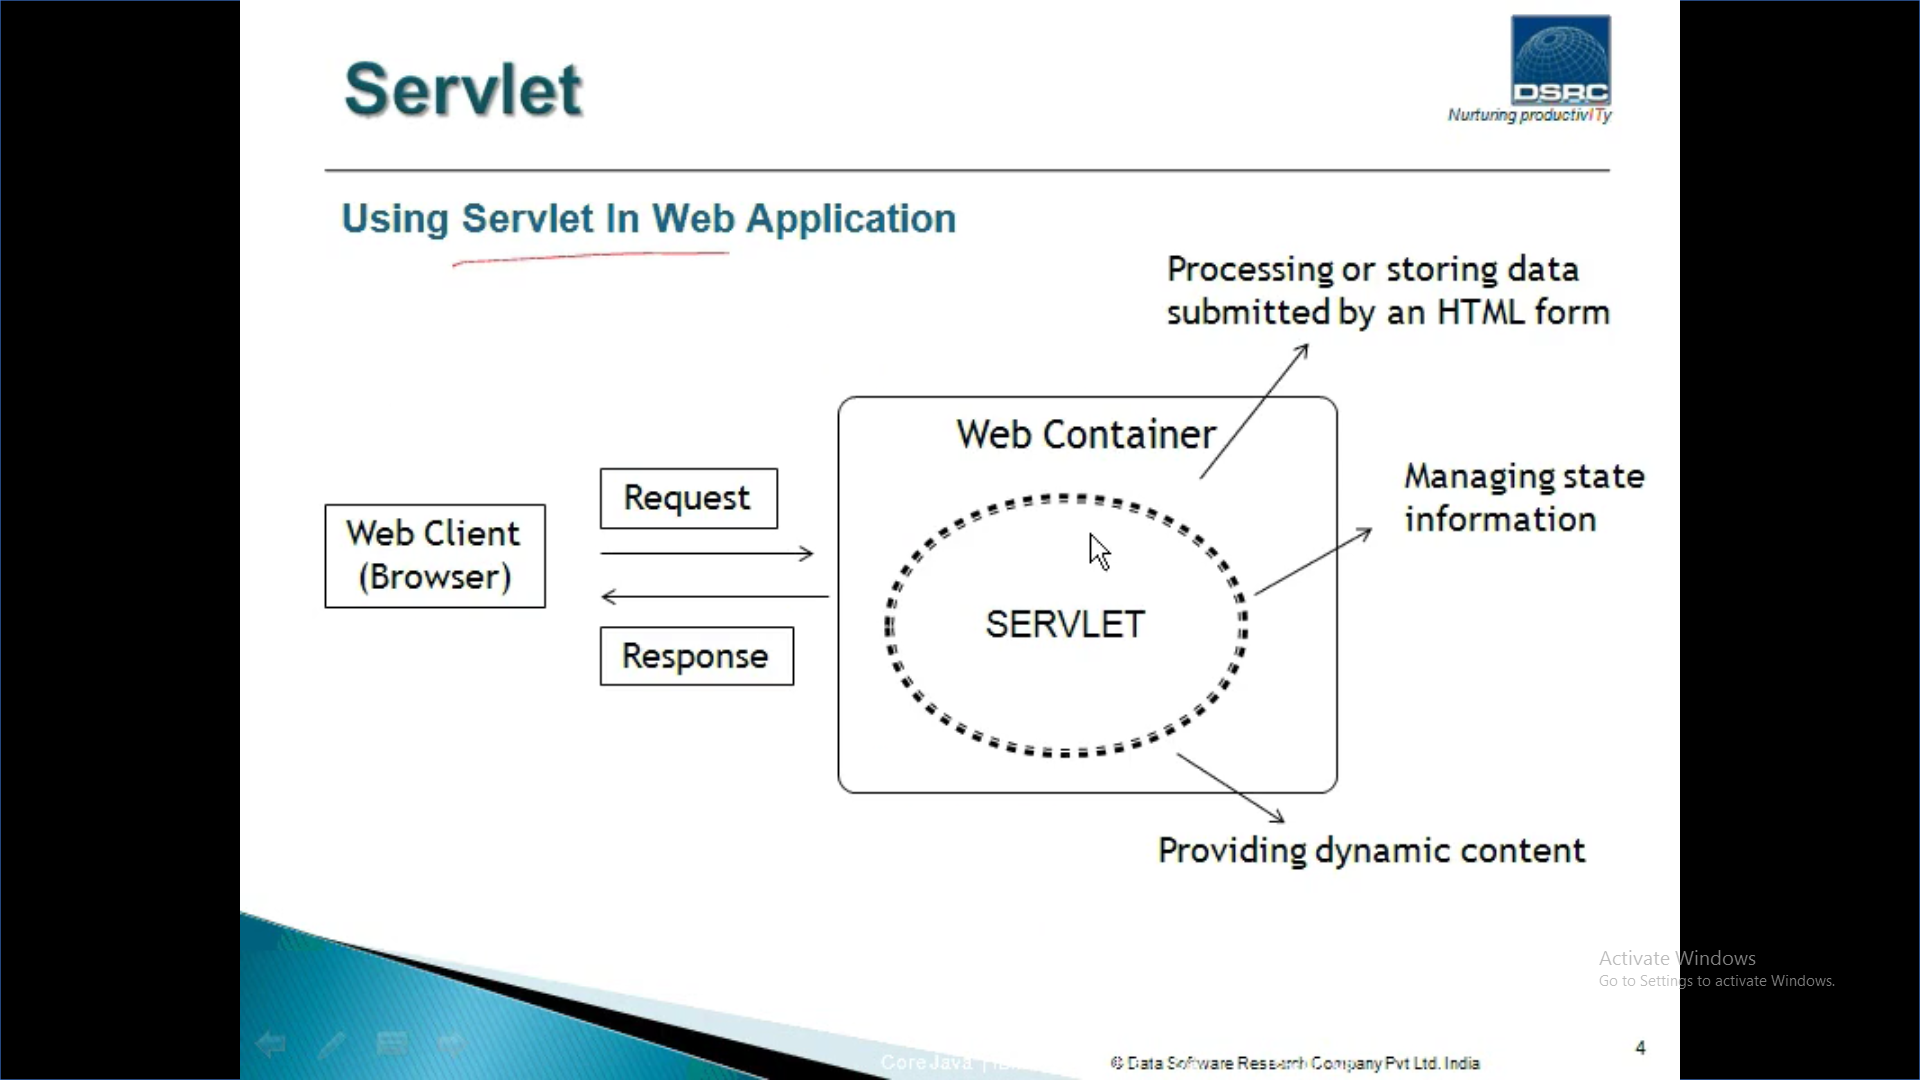 Servlet
DSRC
Nurturing productivITy
Using Servlet In Web Application
Processing or storing data
submitted by an HTML form
Web Container
Managing state
information
Request
Web Client
(Browser)
SERVLET
Response
Providing dynamic content
Activate Windows
Go to Settings to activate Windows.
4
Core Java
© Data Software Research Company Pvt Ltd. India